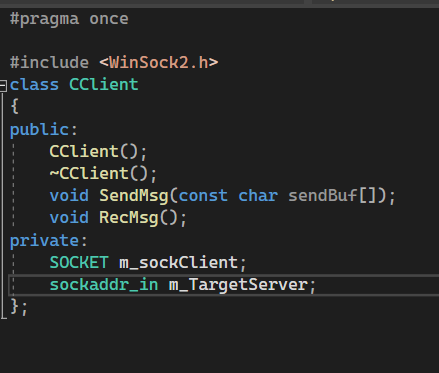 #pragma once
#include <WinSock2.h>
class CClient
{
public:
CClient();
~CClient();
void SendMsg(const char sendBuf[]);
void RecMsg();
private:
SOCKET m_sockClient;
sockaddr_in m_TargetServer;
};